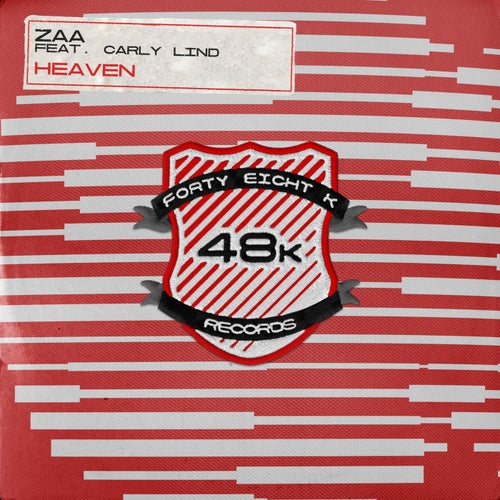 ZAA
FEAT. CARLY LIND
HEAVEN
FORTY EIGHT K
48K
RECORDS